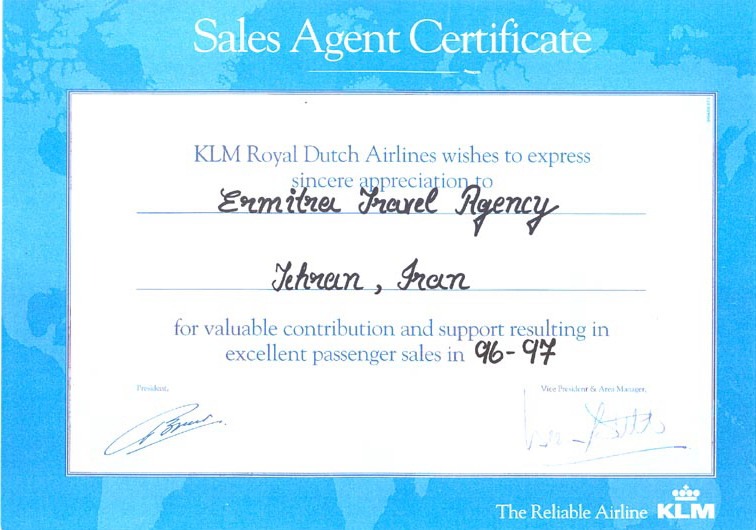 Sales Agent Certificate
KLM Royal Dutch Airlines wishes to express
sincere appreciation to
Ermitra Travel Agency
Tehran, Iran
for valuable contribution and support resulting in
excellent passenger sales in 96-97
President,
Vice President & Area Manager,
The Reliable Airline KLM